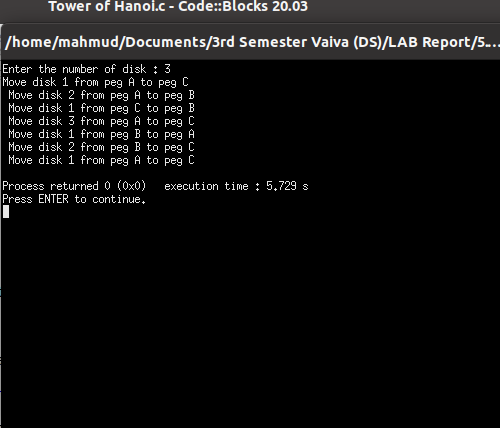 Tower of Hanoi.c - Code::Blocks 20.03
/home/mahmud/Documents/3rd Semester Vaiva (DS)/LAB Report/5....
Enter the number of disk : 3
Move disk 1 from peg A to peg C
Move disk 2 from peg A to peg B
Move disk 1 from peg C to peg B
Move disk 3 from peg A to peg C
Move disk 1 from peg B to peg A
Move disk 2 from peg B to peg C
Move disk 1 from peg A to peg C
Process returned 0 (0x0)   execution time : 5.729 s
Press ENTER to continue.